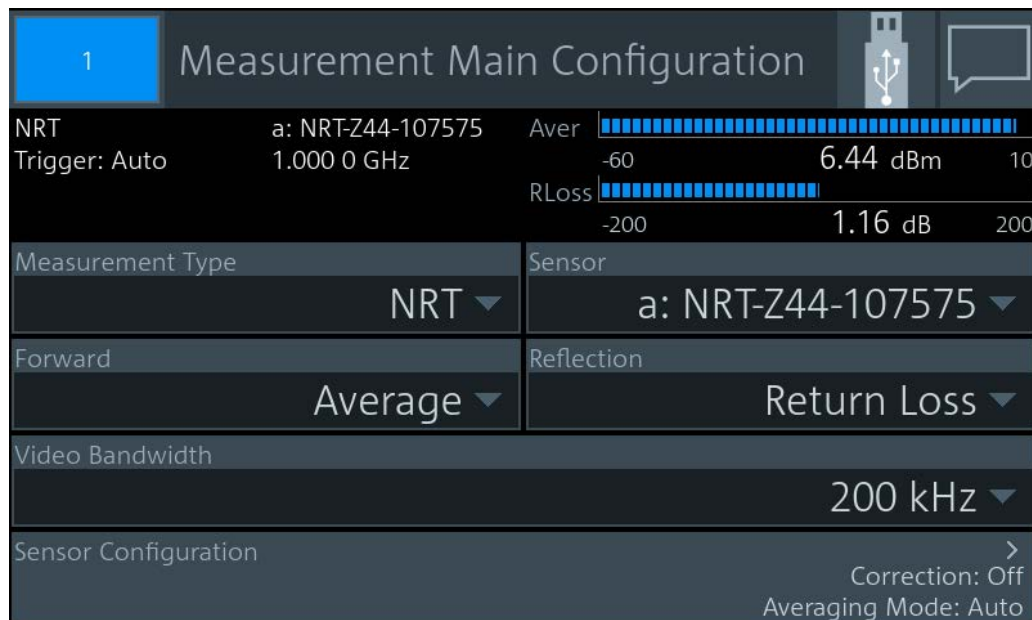 1 Measurement Main Configuration
NRT a: NRT-Z44-107575 Aver
Trigger: Auto 1.000 0 GHz -60 6.44 dBm 10
RLoss
-200 1.16 dB 200
Measurement Type Sensor
NRT a: NRT-Z44-107575
Forward Reflection
Average Return Loss
Video Bandwidth
200 kHz
Sensor Configuration >
Correction: Off
Averaging Mode: Auto